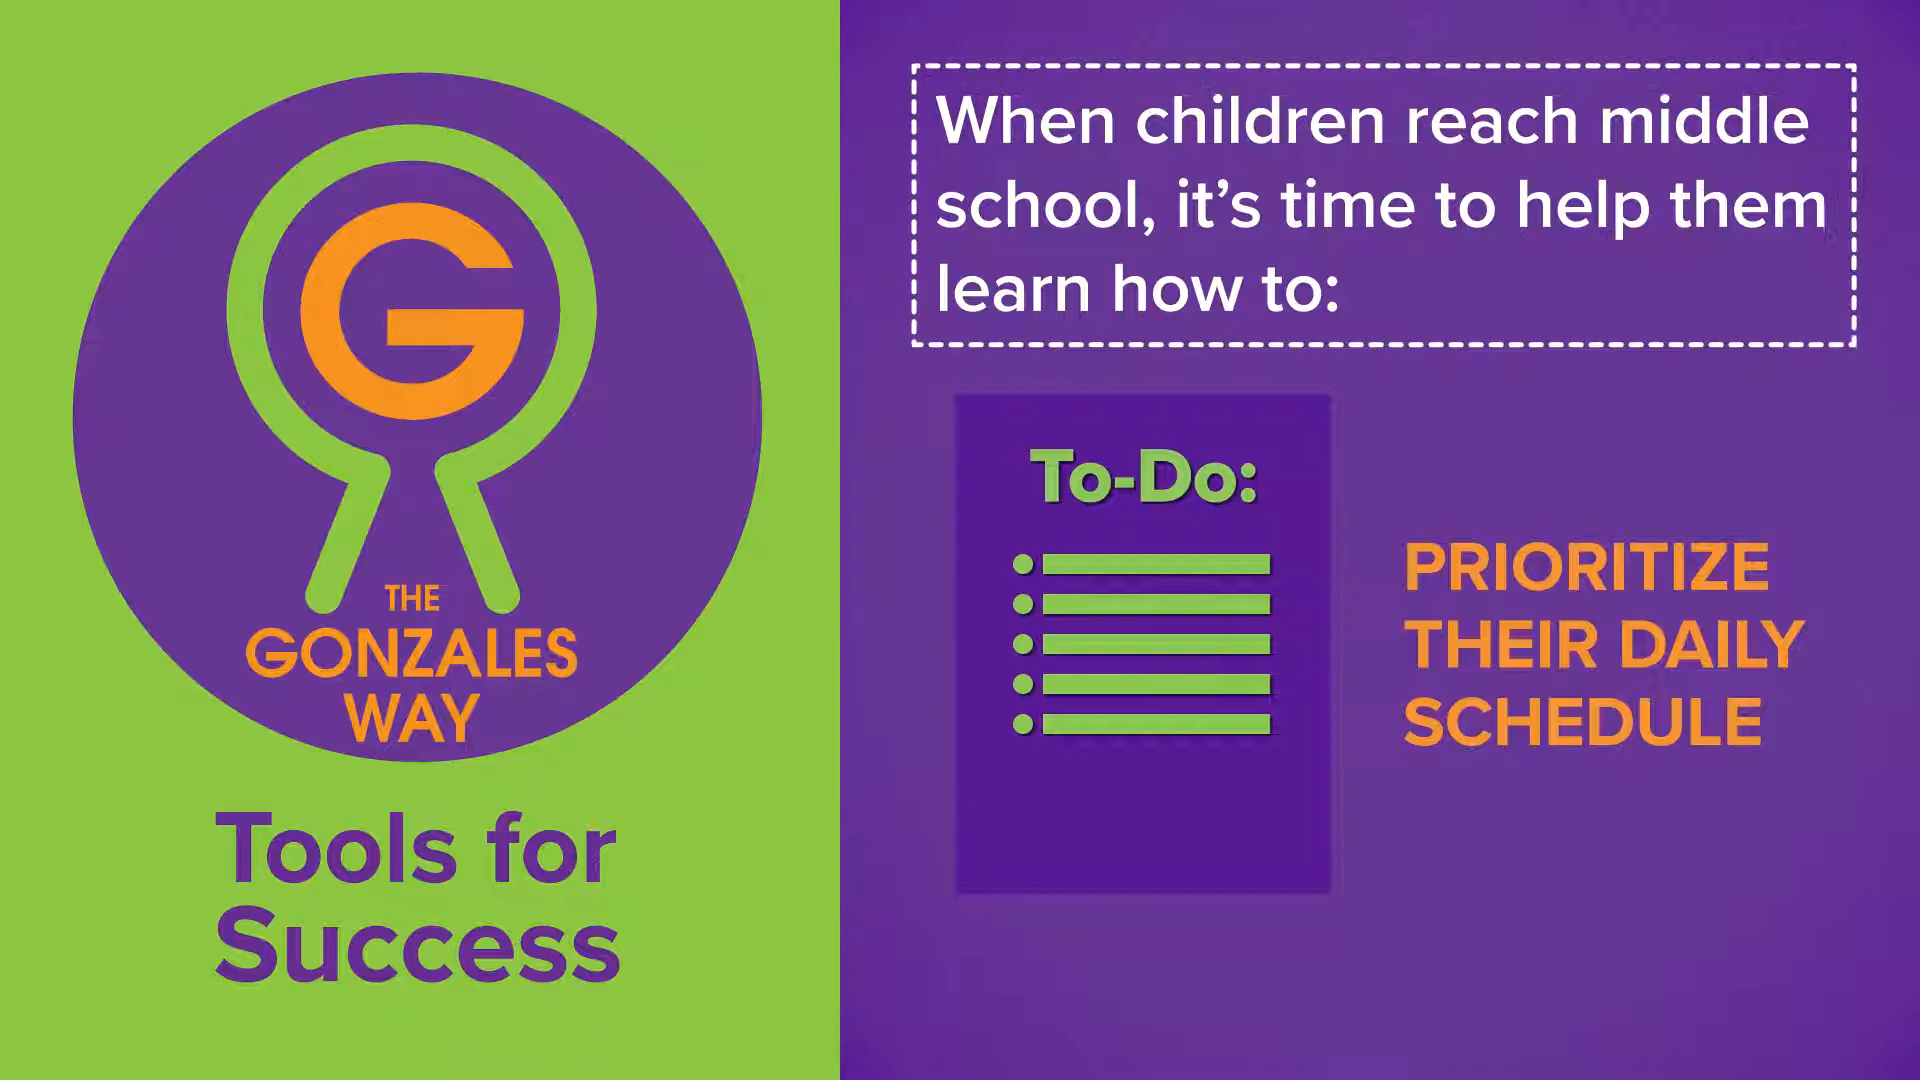 G
THE
GONZALES
WAY
Tools for
Success
When children reach middle
school, it’s time to help them
learn how to:
To-Do:
PRIORITIZE
THEIR DAILY
SCHEDULE